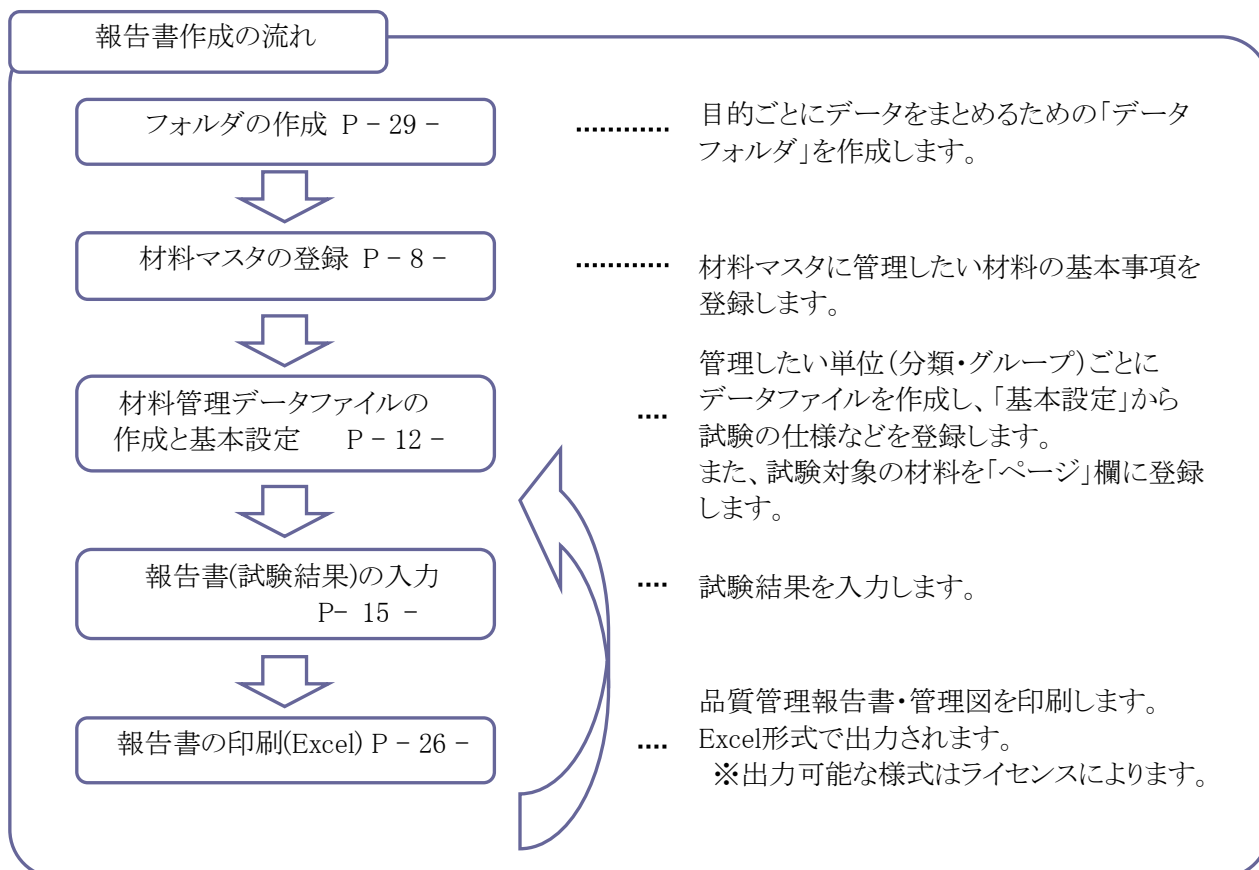 報告書作成の流れ
フォルダの作成 P - 29 -
目的ごとにデータをまとめるための「データ
フォルダ」を作成します。
材料マスタの登録 P - 8 -
材料マスタに管理したい材料の基本事項を
登録します。
材料管理データファイルの
作成と基本設定 P - 12 -
管理したい単位(分類・グループ)ごとに
データファイルを作成し、「基本設定」から
試験の仕様などを登録します。
また、試験対象の材料を「ページ」欄に登録
します。
報告書(試験結果)の入力
P- 15 -
試験結果を入力します。
報告書の印刷(Excel) P - 26 -
品質管理報告書・管理図を印刷します。
Excel形式で出力されます。
※出力可能な様式はライセンスによります。